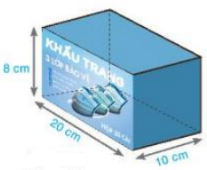 KHẨU TRANG
3 LỚP BẢO VỆ
8 cm
20 cm
10 cm